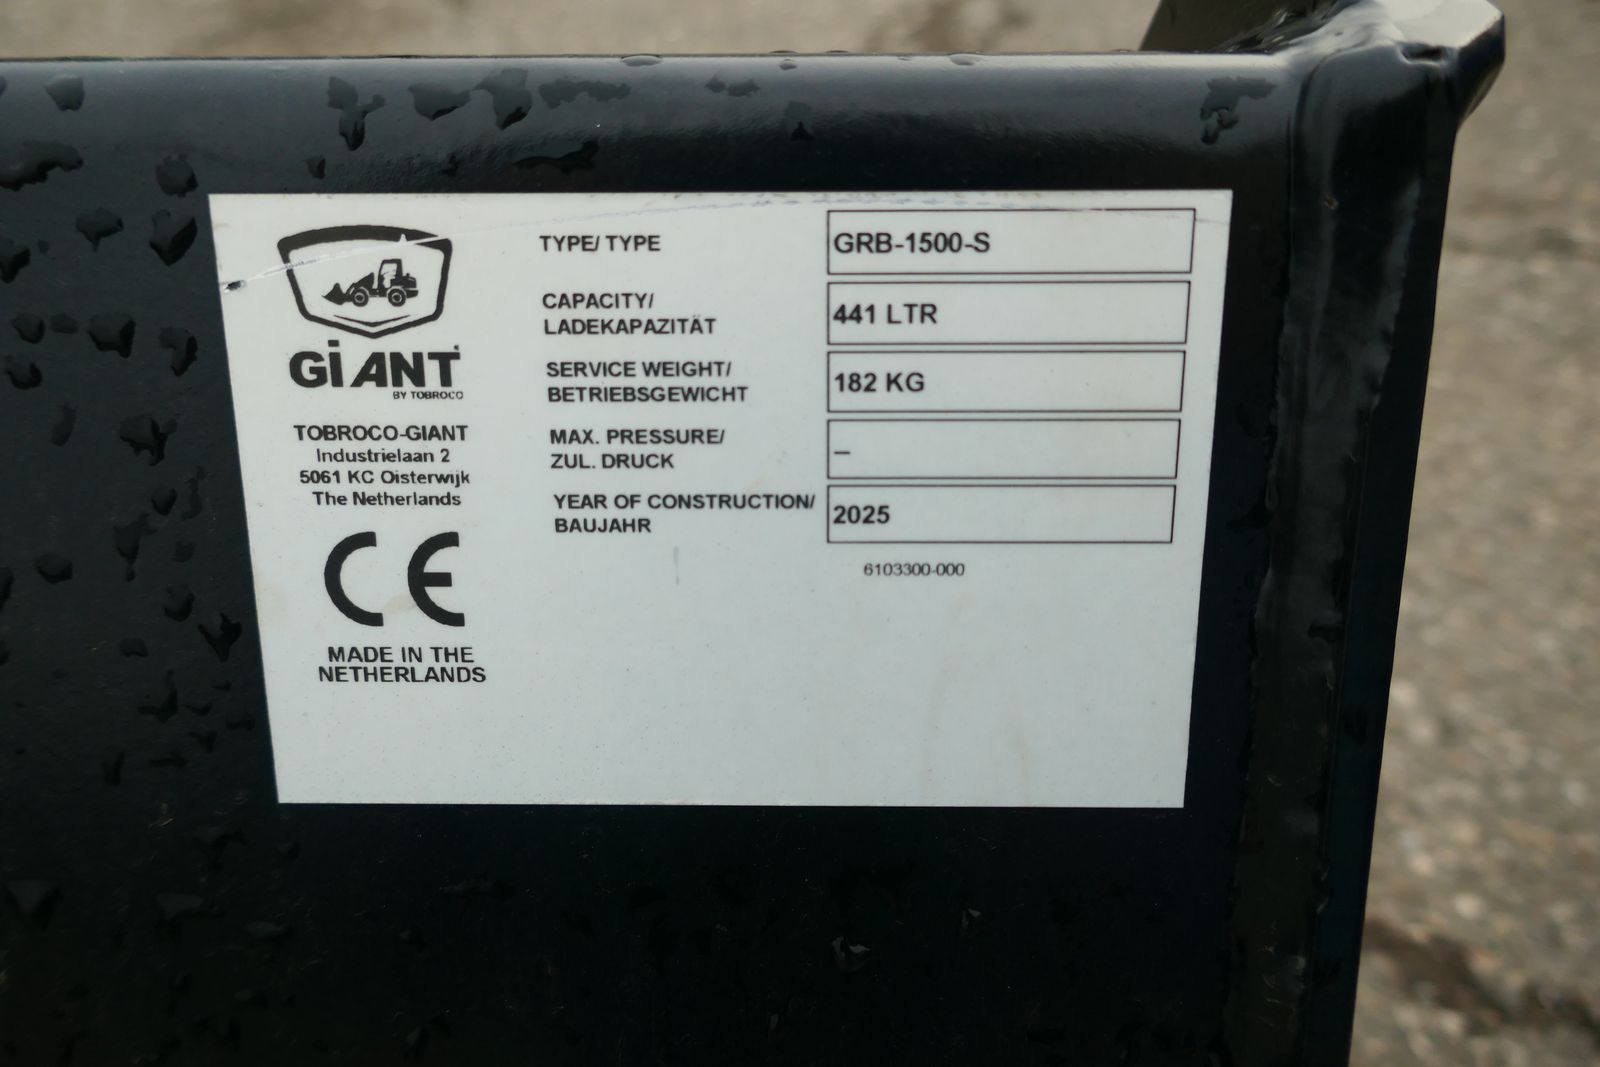 GiANT
BY TOBROCO
TOBROCO-GIANT
Industrielaan 2
5061 KC Oisterwijk
The Netherlands
CE
MADE IN THE
NETHERLANDS
TYPE/ TYPE
GRB-1500-S
CAPACITY/
LADEKAPAZITÄT
441 LTR
SERVICE WEIGHT/
BETRIEBSGEWICHT
182 KG
MAX. PRESSURE/
ZUL. DRUCK
–
YEAR OF CONSTRUCTION/
BAUJAHR
2025
6103300-000